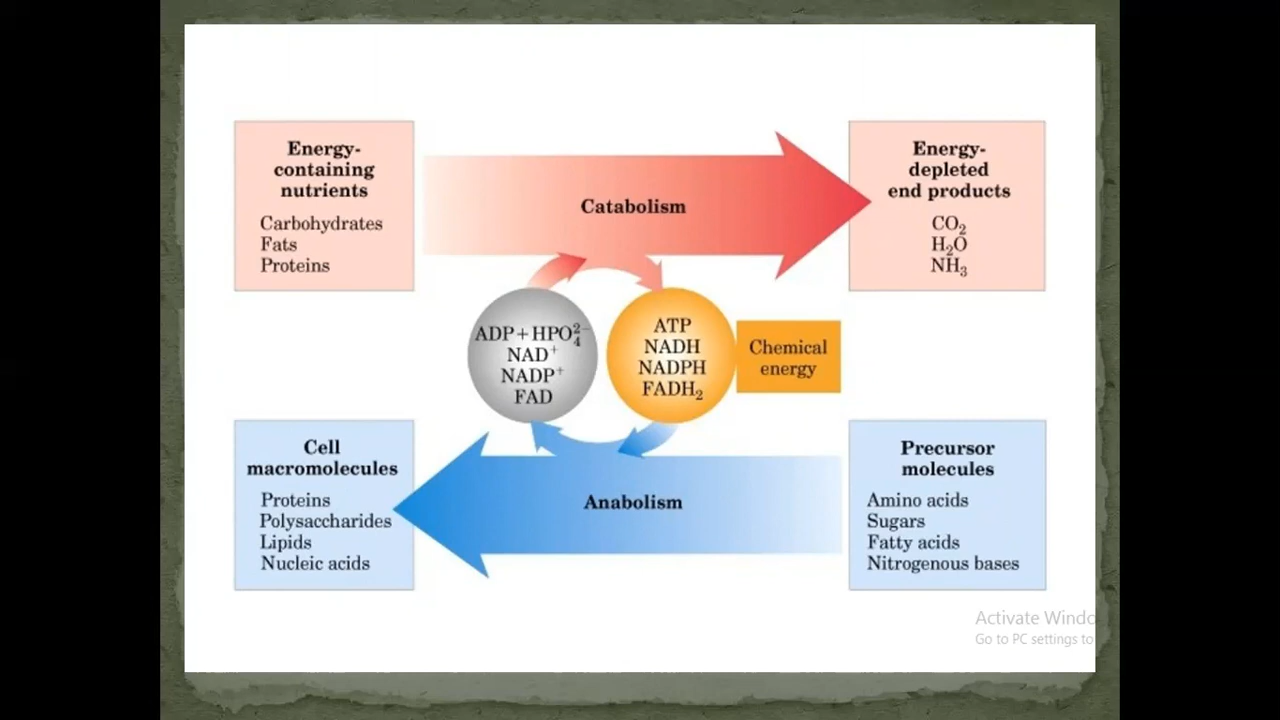 Energy-
containing
nutrients
Carbohydrates
Fats
Proteins
Catabolism
Energy-
depleted
end products
CO₂
H₂O
NH₃
ADP + HPO₄²⁻
NAD⁺
NADP⁺
FAD
ATP
NADH
NADPH
FADH₂
Chemical
energy
Cell
macromolecules
Proteins
Polysaccharides
Lipids
Nucleic acids
Anabolism
Precursor
molecules
Amino acids
Sugars
Fatty acids
Nitrogenous bases
Activate Windo
Go to PC settings to